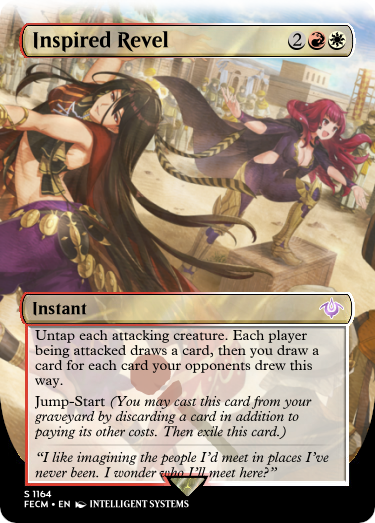 Inspired Revel 2
Instant
Untap each attacking creature. Each player
being attacked draws a card, then you draw a
card for each card your opponents drew this
way.
Jump-Start (You may cast this card from your
graveyard by discarding a card in addition to
paying its other costs. Then exile this card.)
“I like imagining the people I’d meet in places I’ve
never been. I wonder who I’ll meet here?”
S 1164
FECM • EN INTELLIGENT SYSTEMS